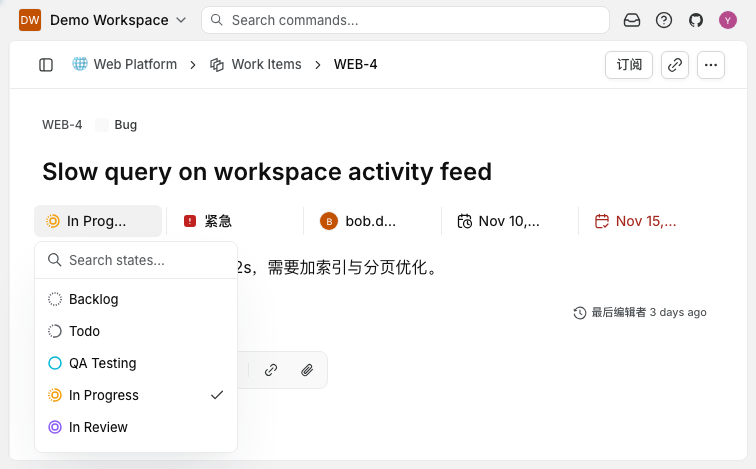 DW Demo Workspace Search commands... Y
Web Platform Work Items WEB-4 订阅
WEB-4 Bug
Slow query on workspace activity feed
In Prog... 紧急 B bob.d... Nov 10,... Nov 15,...
Search states... 2s，需要加索引与分页优化。
Backlog
最后编辑者 3 days ago
Todo
QA Testing
In Progress
In Review